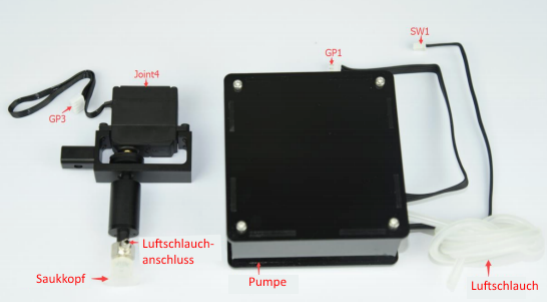 SW1
GP1
Joint4
GP3
Luftschlauch-
anschluss
Saukkopf
Pumpe
Luftschlauch